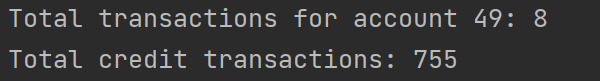 Total transactions for account 49: 8
Total credit transactions: 755